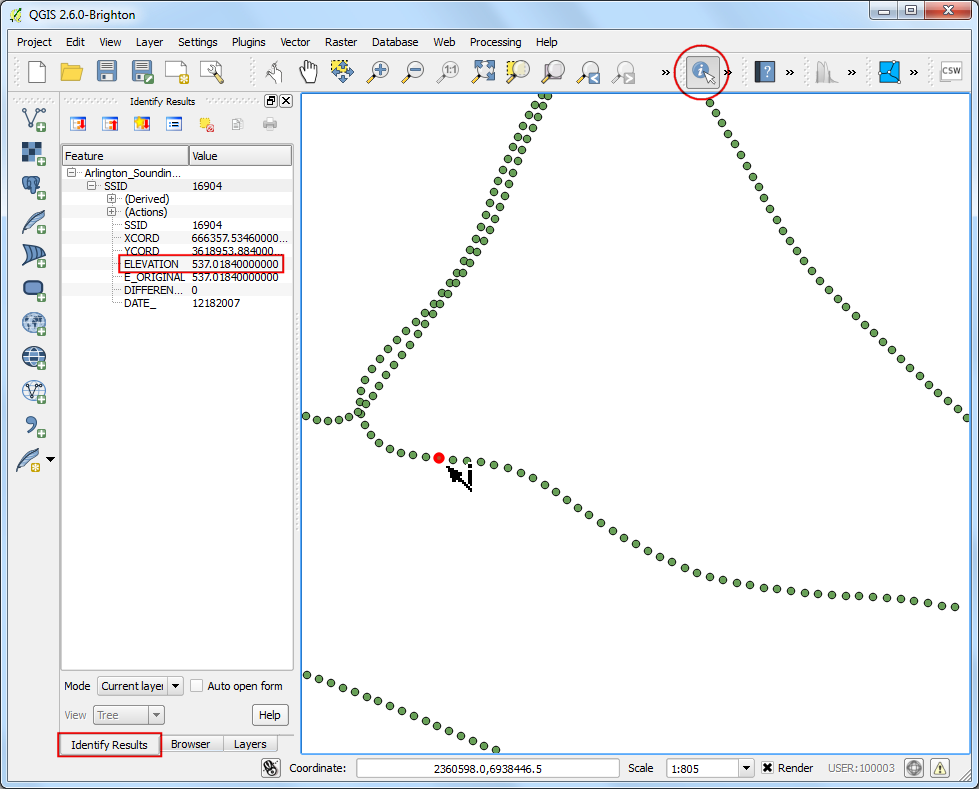 QGIS 2.6.0-Brighton
Project Edit View Layer Settings Plugins Vector Raster Database Web Processing Help
1:1 » i » ? » » » CSW
Identify Results
Feature Value
Arlington_Soundin...
SSID 16904
(Derived)
(Actions)
SSID 16904
XCORD 666357.53460000...
YCORD 3618953.884000
ELEVATION 537.01840000000
E_ORIGINAL 537.01840000000
DIFFEREN... 0
DATE_ 12182007
Mode Current layer Auto open form
View Tree Help
Identify Results Browser Layers
Coordinate: 2360598.0,6938446.5 Scale 1:805 Render USER:100003